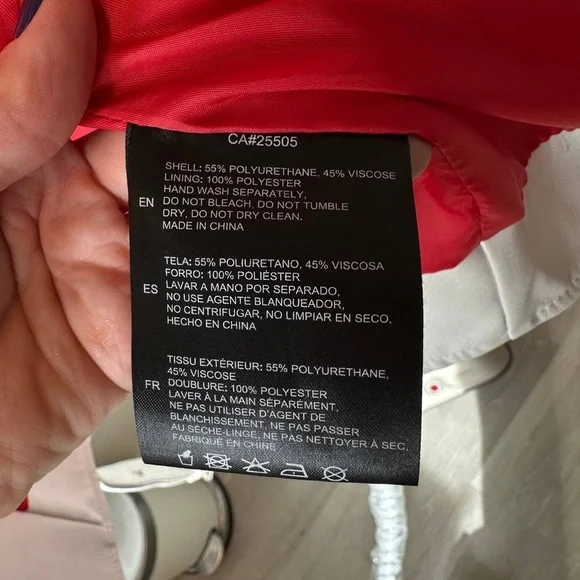 CA#25505
SHELL: 55% POLYURETHANE, 45% VISCOSE
LINING: 100% POLYESTER
HAND WASH SEPARATELY,
EN DO NOT BLEACH, DO NOT TUMBLE
DRY, DO NOT DRY CLEAN.
MADE IN CHINA
TELA: 55% POLIURETANO, 45% VISCOSA
FORRO: 100% POLIÉSTER
LAVAR A MANO POR SEPARADO,
ES NO USE AGENTE BLANQUEADOR,
NO CENTRIFUGAR, NO LIMPIAR EN SECO,
HECHO EN CHINA
TISSU EXTÉRIEUR: 55% POLYURETHANE,
45% VISCOSE
FR DOUBLURE: 100% POLYESTER
LAVER À LA MAIN SÉPARÉMENT,
NE PAS UTILISER D'AGENT DE
BLANCHISSEMENT, NE PAS PASSER
AU SÈCHE-LINGE, NE PAS NETTOYER À SEC,
FABRIQUÉ EN CHINE